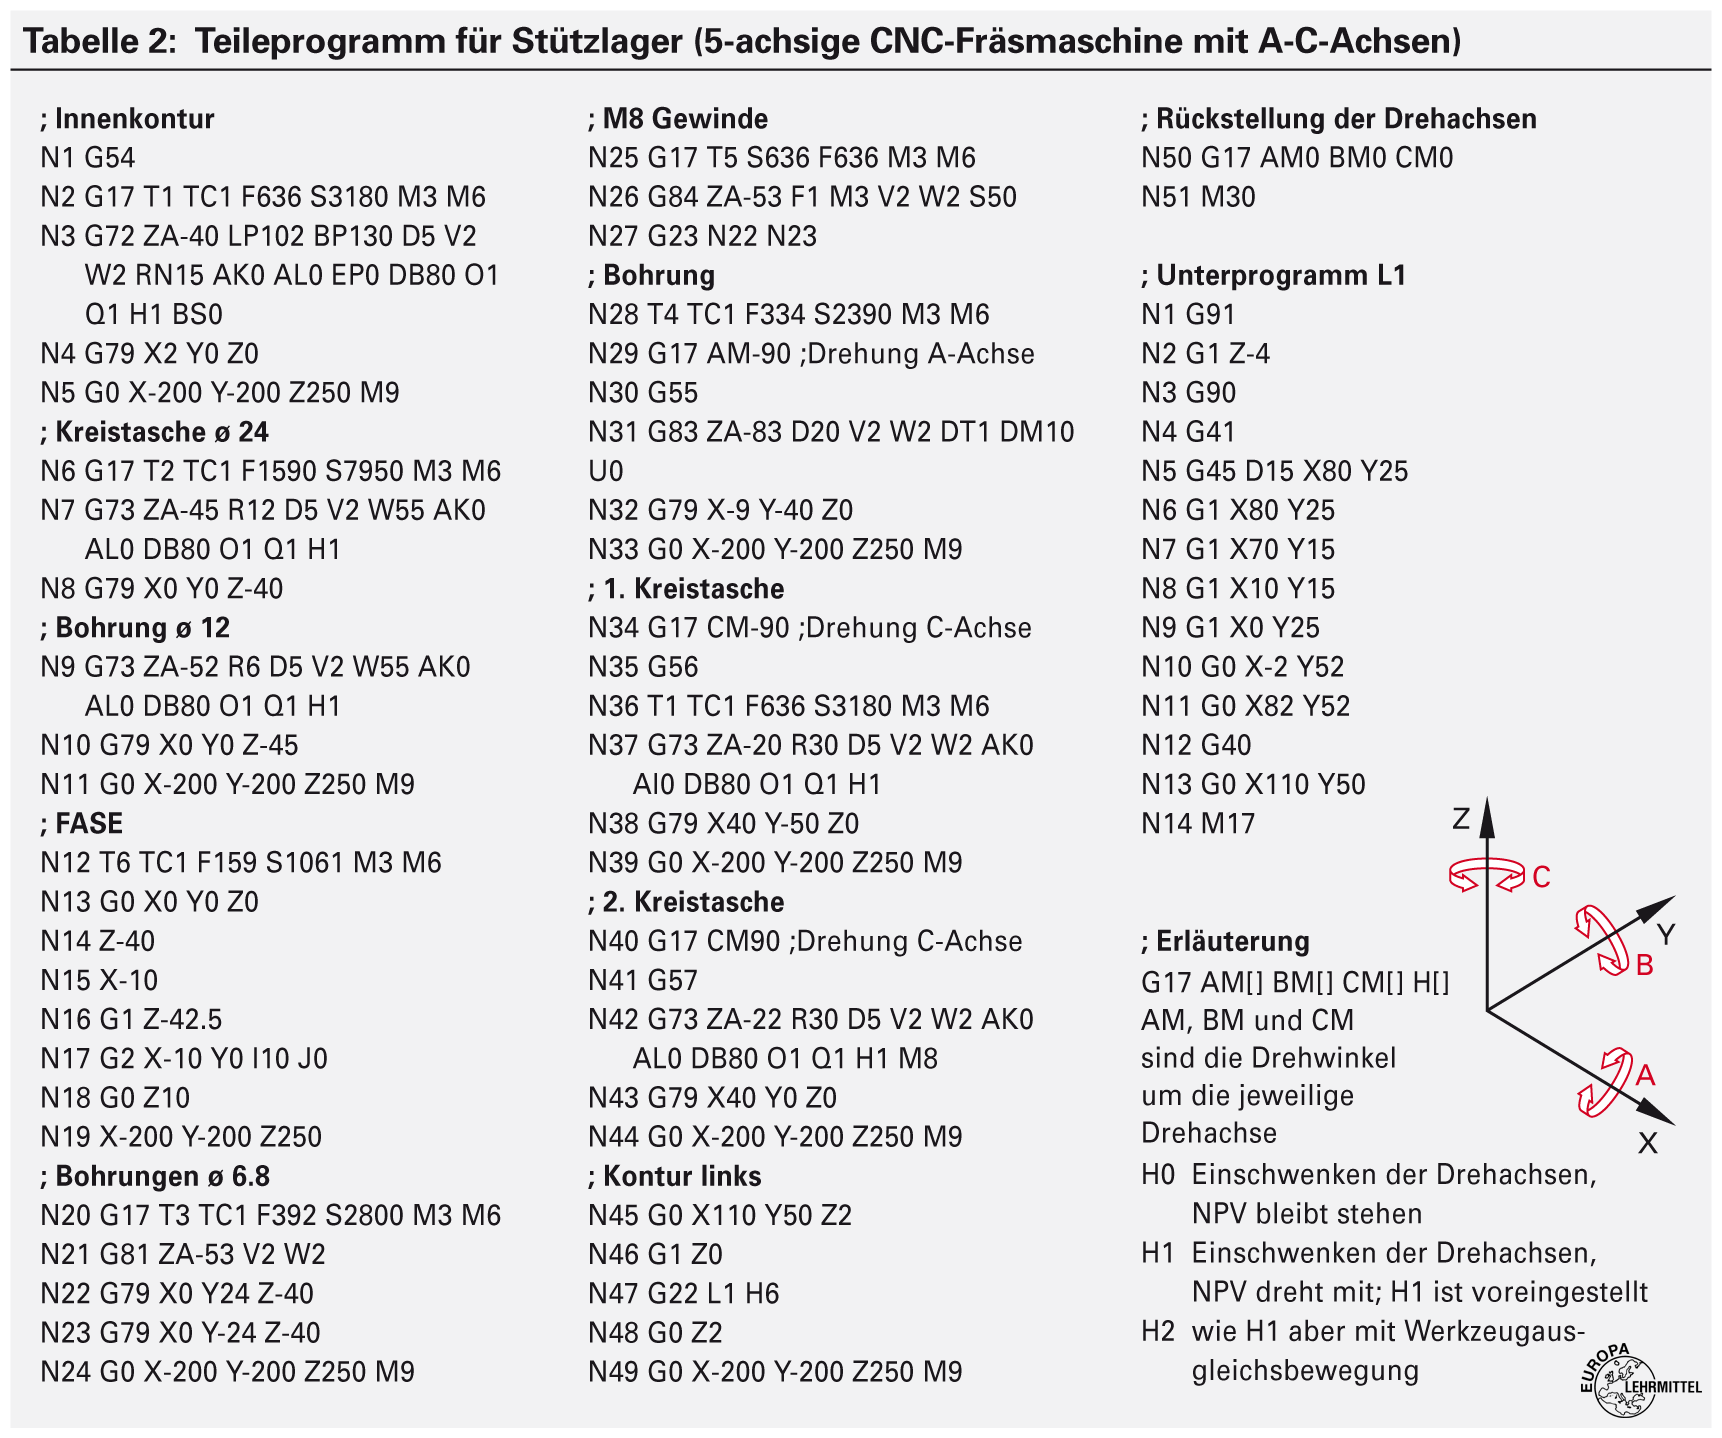 Tabelle 2: Teileprogramm für Stützlager (5-achsige CNC-Fräsmaschine mit A-C-Achsen)
; Innenkontur
N1 G54
N2 G17 T1 TC1 F636 S3180 M3 M6
N3 G72 ZA-40 LP102 BP130 D5 V2
W2 RN15 AK0 AL0 EP0 DB80 O1
Q1 H1 BS0
N4 G79 X2 Y0 Z0
N5 G0 X-200 Y-200 Z250 M9
; Kreistasche ø 24
N6 G17 T2 TC1 F1590 S7950 M3 M6
N7 G73 ZA-45 R12 D5 V2 W55 AK0
AL0 DB80 O1 Q1 H1
N8 G79 X0 Y0 Z-40
; Bohrung ø 12
N9 G73 ZA-52 R6 D5 V2 W55 AK0
AL0 DB80 O1 Q1 H1
N10 G79 X0 Y0 Z-45
N11 G0 X-200 Y-200 Z250 M9
; FASE
N12 T6 TC1 F159 S1061 M3 M6
N13 G0 X0 Y0 Z0
N14 Z-40
N15 X-10
N16 G1 Z-42.5
N17 G2 X-10 Y0 I10 J0
N18 G0 Z10
N19 X-200 Y-200 Z250
; Bohrungen ø 6.8
N20 G17 T3 TC1 F392 S2800 M3 M6
N21 G81 ZA-53 V2 W2
N22 G79 X0 Y24 Z-40
N23 G79 X0 Y-24 Z-40
N24 G0 X-200 Y-200 Z250 M9
; M8 Gewinde
N25 G17 T5 S636 F636 M3 M6
N26 G84 ZA-53 F1 M3 V2 W2 S50
N27 G23 N22 N23
; Bohrung
N28 T4 TC1 F334 S2390 M3 M6
N29 G17 AM-90 ;Drehung A-Achse
N30 G55
N31 G83 ZA-83 D20 V2 W2 DT1 DM10
U0
N32 G79 X-9 Y-40 Z0
N33 G0 X-200 Y-200 Z250 M9
; 1. Kreistasche
N34 G17 CM-90 ;Drehung C-Achse
N35 G56
N36 T1 TC1 F636 S3180 M3 M6
N37 G73 ZA-20 R30 D5 V2 W2 AK0
Al0 DB80 O1 Q1 H1
N38 G79 X40 Y-50 Z0
N39 G0 X-200 Y-200 Z250 M9
; 2. Kreistasche
N40 G17 CM90 ;Drehung C-Achse
N41 G57
N42 G73 ZA-22 R30 D5 V2 W2 AK0
AL0 DB80 O1 Q1 H1 M8
N43 G79 X40 Y0 Z0
N44 G0 X-200 Y-200 Z250 M9
; Kontur links
N45 G0 X110 Y50 Z2
N46 G1 Z0
N47 G22 L1 H6
N48 G0 Z2
N49 G0 X-200 Y-200 Z250 M9
; Rückstellung der Drehachsen
N50 G17 AM0 BM0 CM0
N51 M30
; Unterprogramm L1
N1 G91
N2 G1 Z-4
N3 G90
N4 G41
N5 G45 D15 X80 Y25
N6 G1 X80 Y25
N7 G1 X70 Y15
N8 G1 X10 Y15
N9 G1 X0 Y25
N10 G0 X-2 Y52
N11 G0 X82 Y52
N12 G40
N13 G0 X110 Y50
N14 M17
; Erläuterung
G17 AM[] BM[] CM[] H[]
AM, BM und CM
sind die Drehwinkel
um die jeweilige
Drehachse
H0 Einschwenken der Drehachsen,
NPV bleibt stehen
H1 Einschwenken der Drehachsen,
NPV dreht mit; H1 ist voreingestellt
H2 wie H1 aber mit Werkzeugaus-
gleichsbewegung
Z
C
Y
B
A
X
EUROPA
LEHRMITTEL